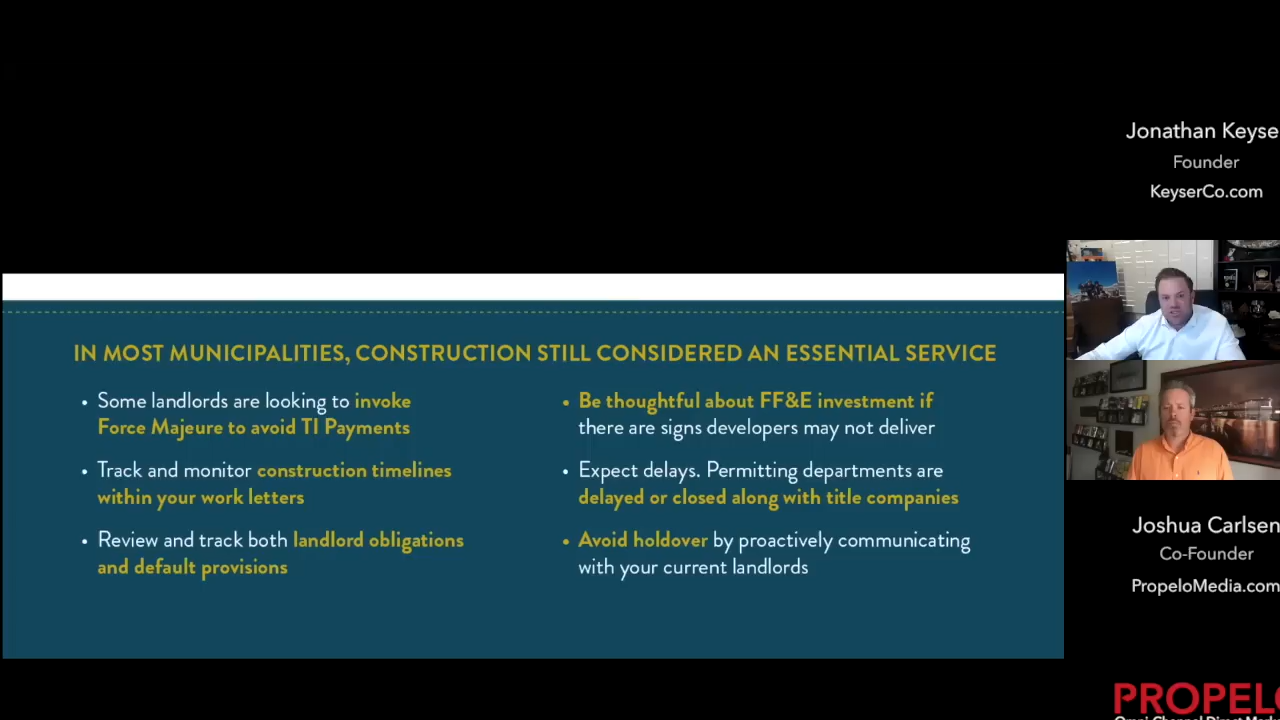 Jonathan Keyse
Founder
KeyserCo.com
IN MOST MUNICIPALITIES, CONSTRUCTION STILL CONSIDERED AN ESSENTIAL SERVICE
• Some landlords are looking to invoke
Force Majeure to avoid TI Payments
• Track and monitor construction timelines
within your work letters
• Review and track both landlord obligations
and default provisions
• Be thoughtful about FF&E investment if
there are signs developers may not deliver
• Expect delays. Permitting departments are
delayed or closed along with title companies
• Avoid holdover by proactively communicating
with your current landlords
Joshua Carlsen
Co-Founder
PropeloMedia.com
PROPEL